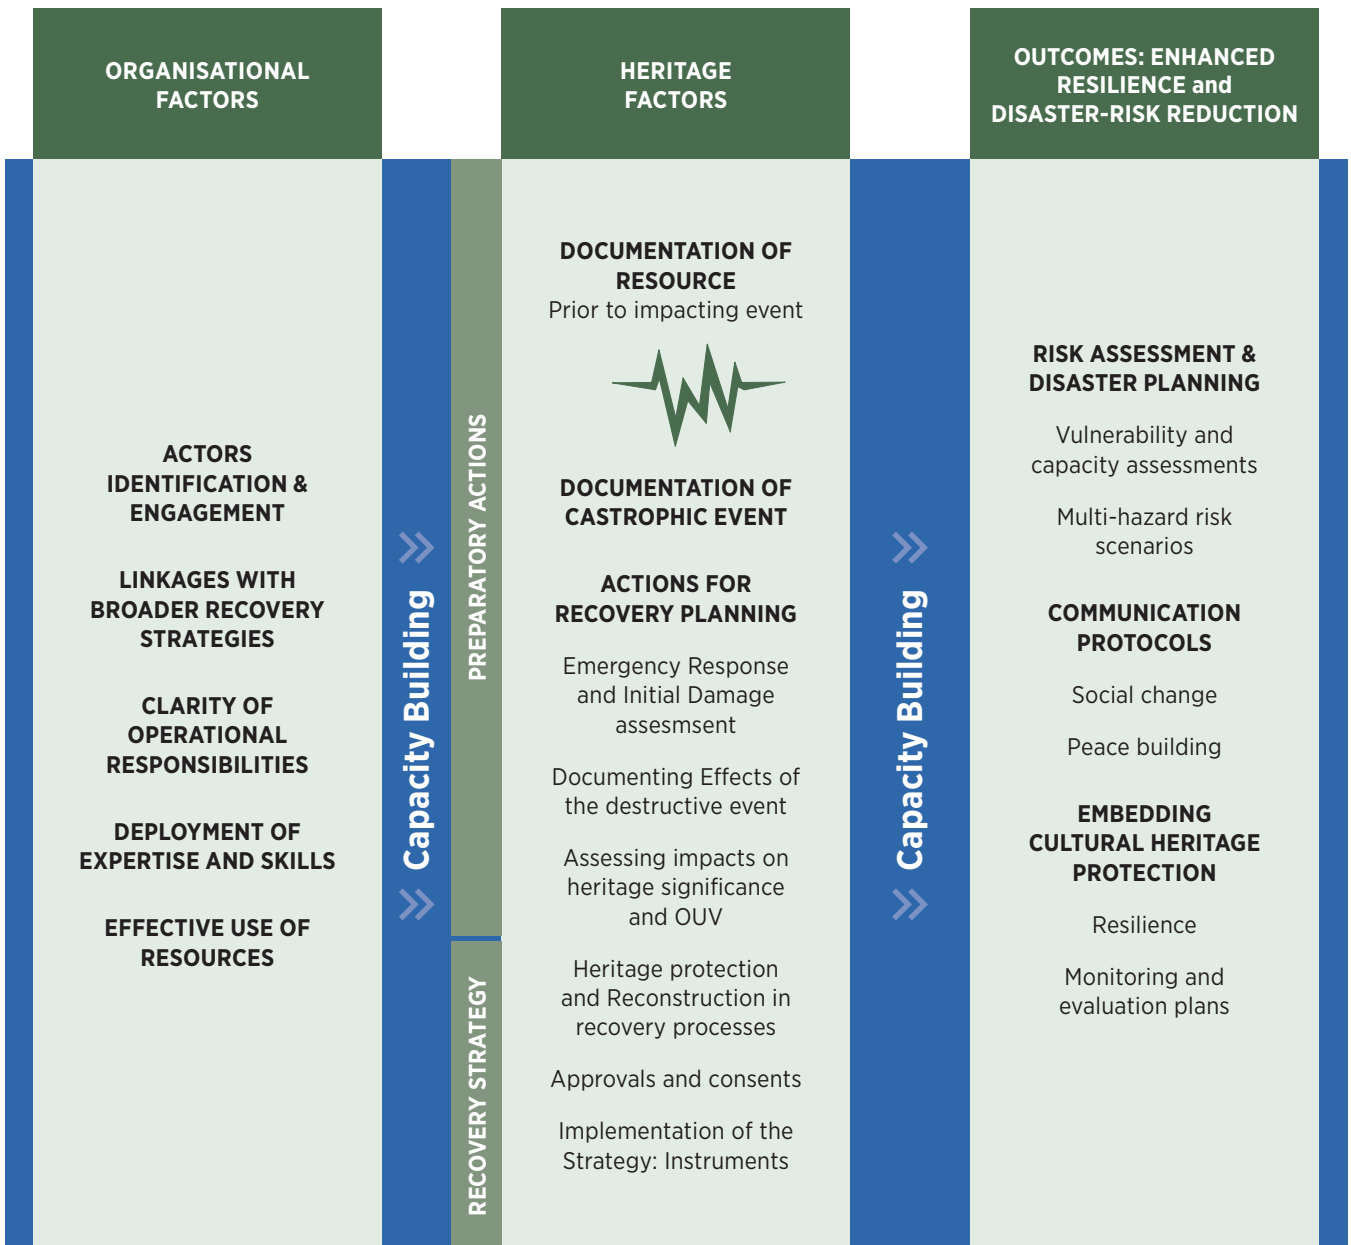 ORGANISATIONAL
FACTORS
ACTORS
IDENTIFICATION &
ENGAGEMENT
LINKAGES WITH
BROADER RECOVERY
STRATEGIES
CLARITY OF
OPERATIONAL
RESPONSIBILITIES
DEPLOYMENT OF
EXPERTISE AND SKILLS
EFFECTIVE USE OF
RESOURCES
» Capacity Building »
PREPARATORY ACTIONS
RECOVERY STRATEGY
HERITAGE
FACTORS
DOCUMENTATION OF
RESOURCE
Prior to impacting event
DOCUMENTATION OF
CASTROPHIC EVENT
ACTIONS FOR
RECOVERY PLANNING
Emergency Response
and Initial Damage
assesmsent
Documenting Effects of
the destructive event
Assessing impacts on
heritage significance
and OUV
Heritage protection
and Reconstruction in
recovery processes
Approvals and consents
Implementation of the
Strategy: Instruments
» Capacity Building »
OUTCOMES: ENHANCED
RESILIENCE and
DISASTER-RISK REDUCTION
RISK ASSESSMENT &
DISASTER PLANNING
Vulnerability and
capacity assessments
Multi-hazard risk
scenarios
COMMUNICATION
PROTOCOLS
Social change
Peace building
EMBEDDING
CULTURAL HERITAGE
PROTECTION
Resilience
Monitoring and
evaluation plans